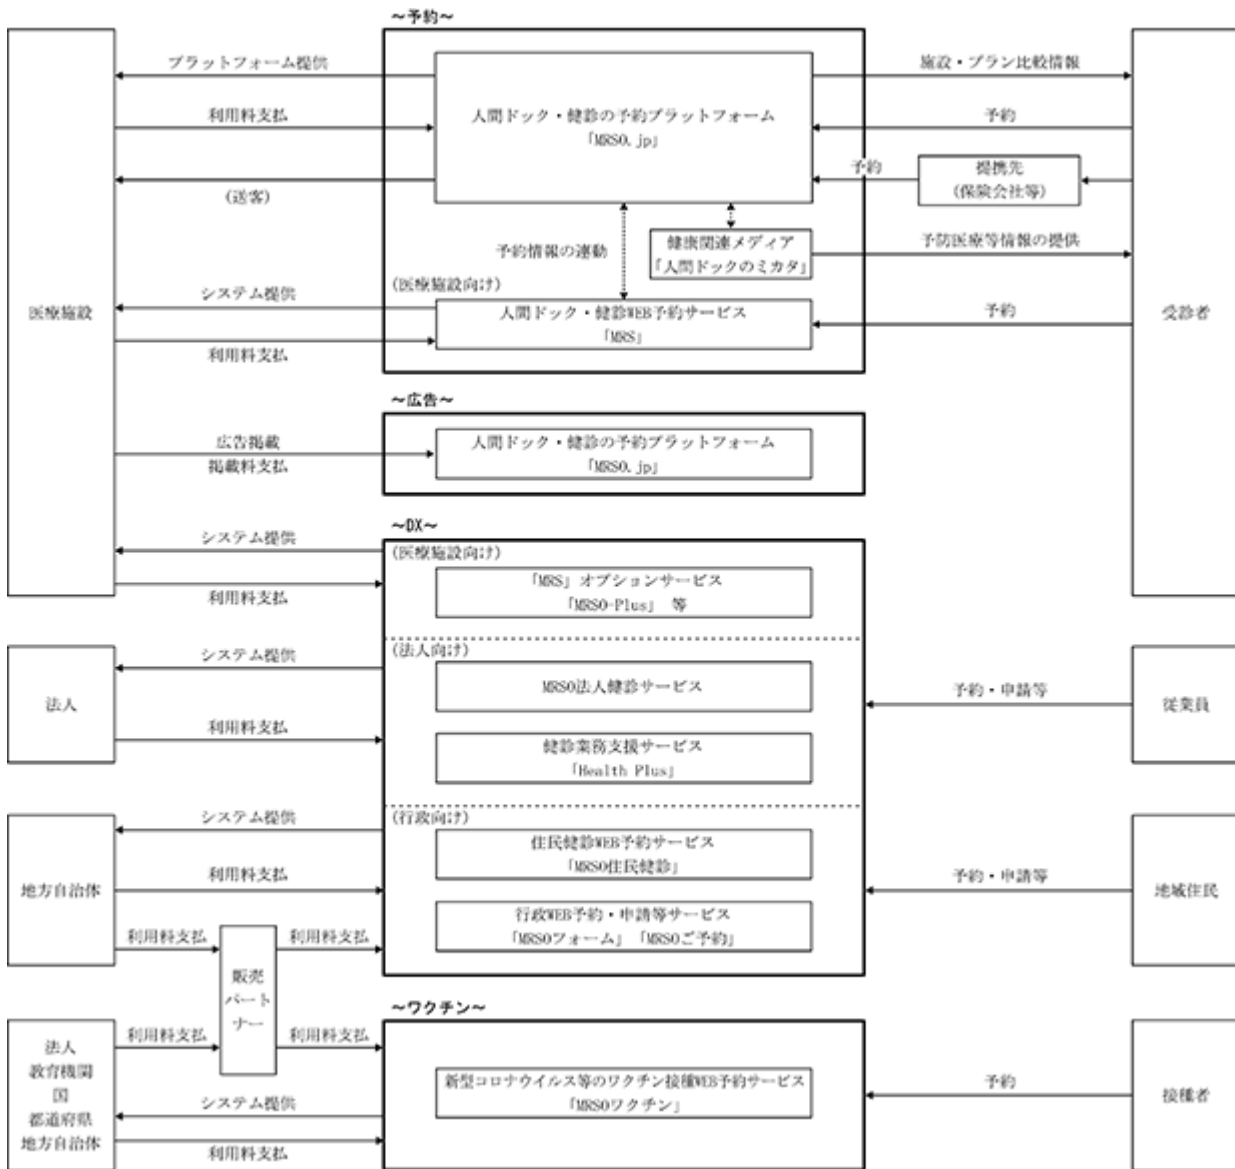 ～予約～
プラットフォーム提供
人間ドック・健診の予約プラットフォーム
「MRSO.jp」
施設・プラン比較情報
利用料支払
予約
(送客)
予約
提携先
(保険会社等)
予約情報の連動
健康関連メディア
「人間ドックのミカタ」
予防医療等情報の提供
(医療施設向け)
システム提供
人間ドック・健診WEB予約サービス
「MRS」
予約
利用料支払
医療施設
受診者
～広告～
広告掲載
掲載料支払
人間ドック・健診の予約プラットフォーム
「MRSO.jp」
～DX～
システム提供
(医療施設向け)
「MRS」オプションサービス
「MRSO-Plus」 等
利用料支払
(法人向け)
システム提供
法人
MRSO法人健診サービス
予約・申請等
従業員
利用料支払
健診業務支援サービス
「Health Plus」
(行政向け)
システム提供
住民健診WEB予約サービス
「MRSO住民健診」
地方自治体
利用料支払
予約・申請等
地域住民
行政WEB予約・申請等サービス
「MRSOフォーム」「MRSOご予約」
利用料支払
利用料支払
販売
パート
ナー
～ワクチン～
利用料支払
利用料支払
法人
教育機関
国
都道府県
地方自治体
新型コロナウイルス等のワクチン接種WEB予約サービス
「MRSOワクチン」
予約
接種者
システム提供
利用料支払